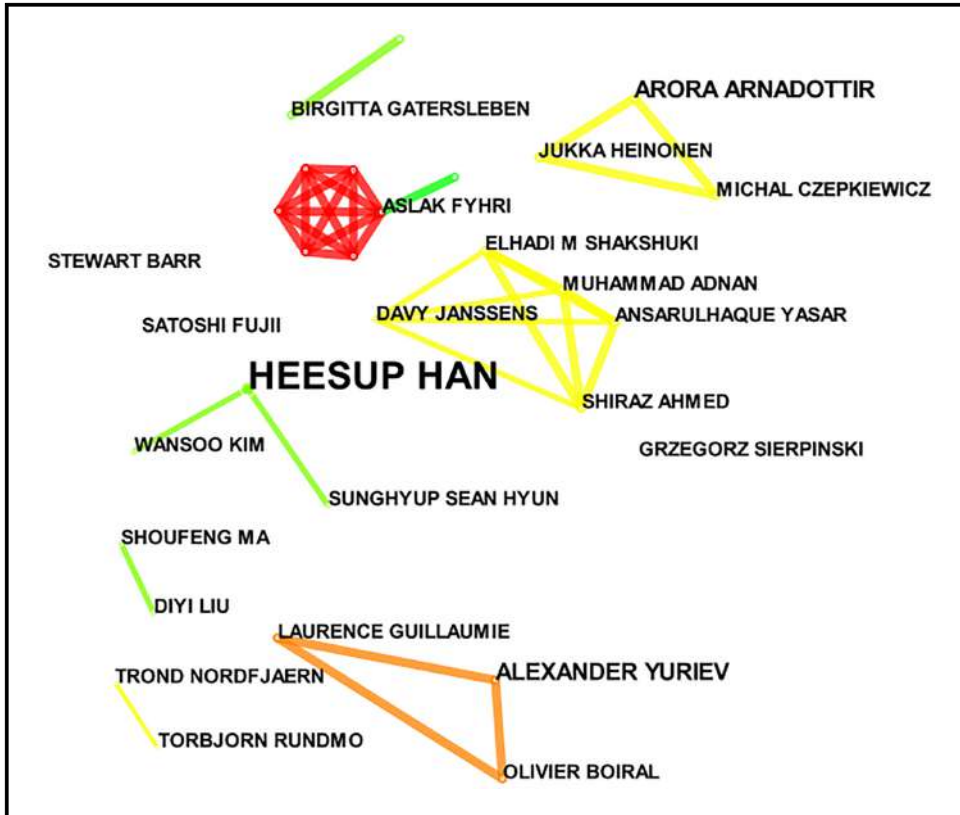 ARORA ARNADOTTIR
BIRGITTA GATERSLEBEN
JUKKA HEINONEN
MICHAL CZEPKIEWICZ
ASLAK FYHRI
ELHADI M SHAKSHUKI
STEWART BARR
MUHAMMAD ADNAN
DAVY JANSSENS
ANSARULHAQUE YASAR
SATOSHI FUJII
HEESUP HAN
SHIRAZ AHMED
WANSOO KIM
GRZEGORZ SIERPINSKI
SUNGHYUP SEAN HYUN
SHOUFENG MA
DIYI LIU
LAURENCE GUILLAUMIE
ALEXANDER YURIEV
TROND NORDFJAERN
TORBJORN RUNDMO
OLIVIER BOIRAL